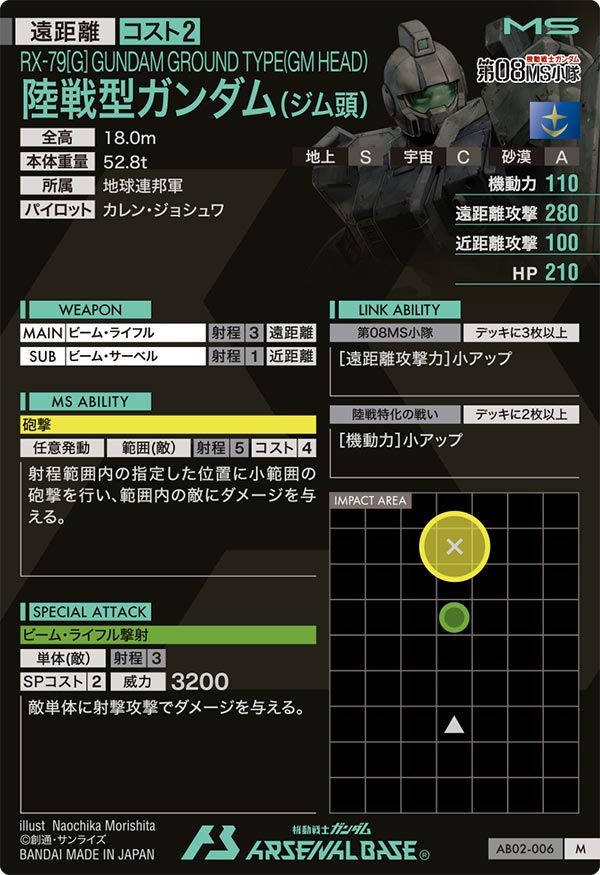 遠距離 コスト2 MS
RX-79[G] GUNDAM GROUND TYPE(GM HEAD)
陸戦型ガンダム(ジム頭)
機動戦士ガンダム
第08MS小隊
全高 18.0m
本体重量 52.8t
所属 地球連邦軍
パイロット カレン・ジョシュワ
地上 S 宇宙 C 砂漠 A
機動力 110
遠距離攻撃 280
近距離攻撃 100
HP 210
WEAPON
MAIN ビーム・ライフル 射程 3 遠距離
SUB ビーム・サーベル 射程 1 近距離
MS ABILITY
砲撃
任意発動 範囲(敵) 射程 5 コスト 4
射程範囲内の指定した位置に小範囲の
砲撃を行い、範囲内の敵にダメージを与
える。
SPECIAL ATTACK
ビーム・ライフル撃射
単体(敵) 射程 3
SPコスト 2 威力 3200
敵単体に射撃攻撃でダメージを与える。
LINK ABILITY
第08MS小隊 デッキに3枚以上
[遠距離攻撃力]小アップ
陸戦特化の戦い デッキに2枚以上
[機動力]小アップ
IMPACT AREA
illust Naochika Morishita
©創通・サンライズ
BANDAI MADE IN JAPAN
機動戦士ガンダム
AB ARSENAL BASE®
AB02-006 M